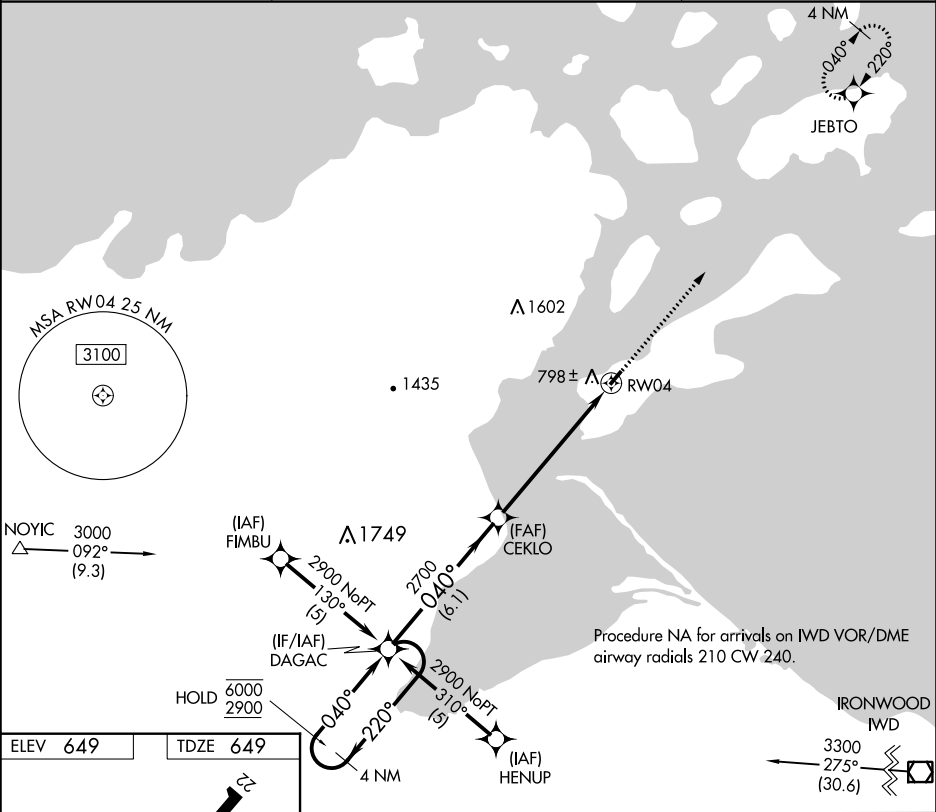 4 NM
040°
220°
JEBTO
MSA RW04 25 NM
3100
1602
1435
798±
RW04
NOYIC
3000
092°
(9.3)
(IAF)
FIMBU
1749
(FAF)
CEKLO
2900 NoPT
130°
(5)
2700
040°
(6.1)
(IF/IAF)
DAGAC
Procedure NA for arrivals on IWD VOR/DME
airway radials 210 CW 240.
2900 NoPT
310°
(5)
HOLD
6000
2900
040°
220°
4 NM
(IAF)
HENUP
IRONWOOD
IWD
3300
275°
(30.6)
ELEV 649
TDZE 649
22